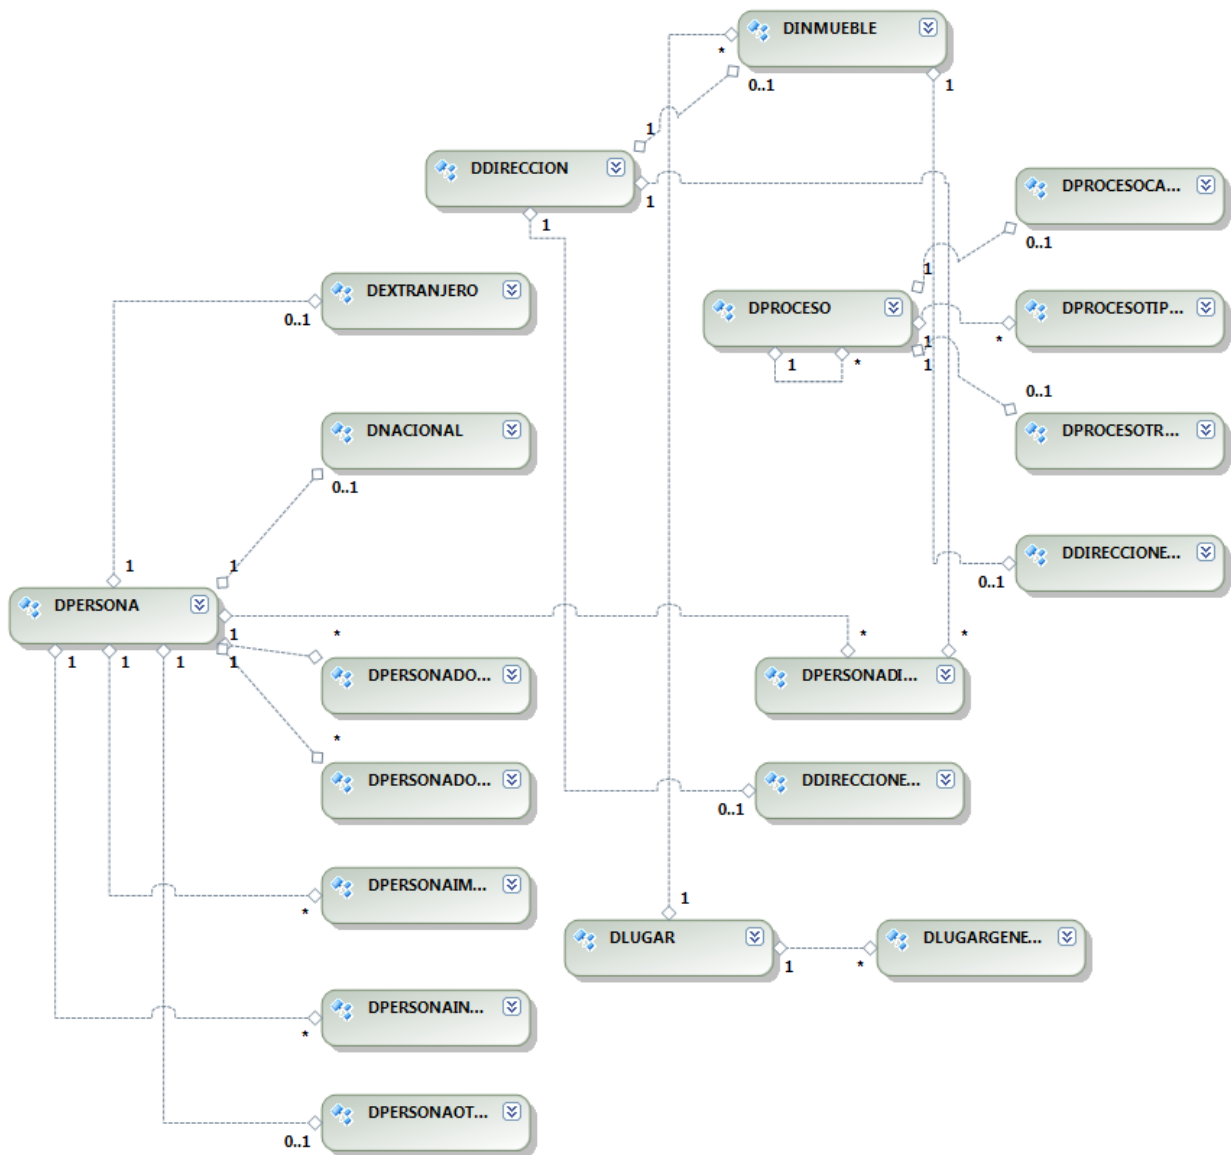 DINMUEBLE
*
0..1
1
1
DDIRECCION
1
1
DPROCESOCA...
0..1
DEXTRANJERO
0..1
1
DPROCESO
1
DPROCESOTIP...
*
1
1
*
0..1
DNACIONAL
0..1
DPROCESOTR...
DDIRECCIONE...
0..1
1
1
DPERSONA
1
1
1
1
1
*
DPERSONADO...
*
*
DPERSONADI...
*
DPERSONADO...
DDIRECCIONE...
0..1
DPERSONAIM...
*
1
DLUGAR
1
DLUGARGENE...
*
DPERSONAIN...
*
DPERSONAOT...
0..1